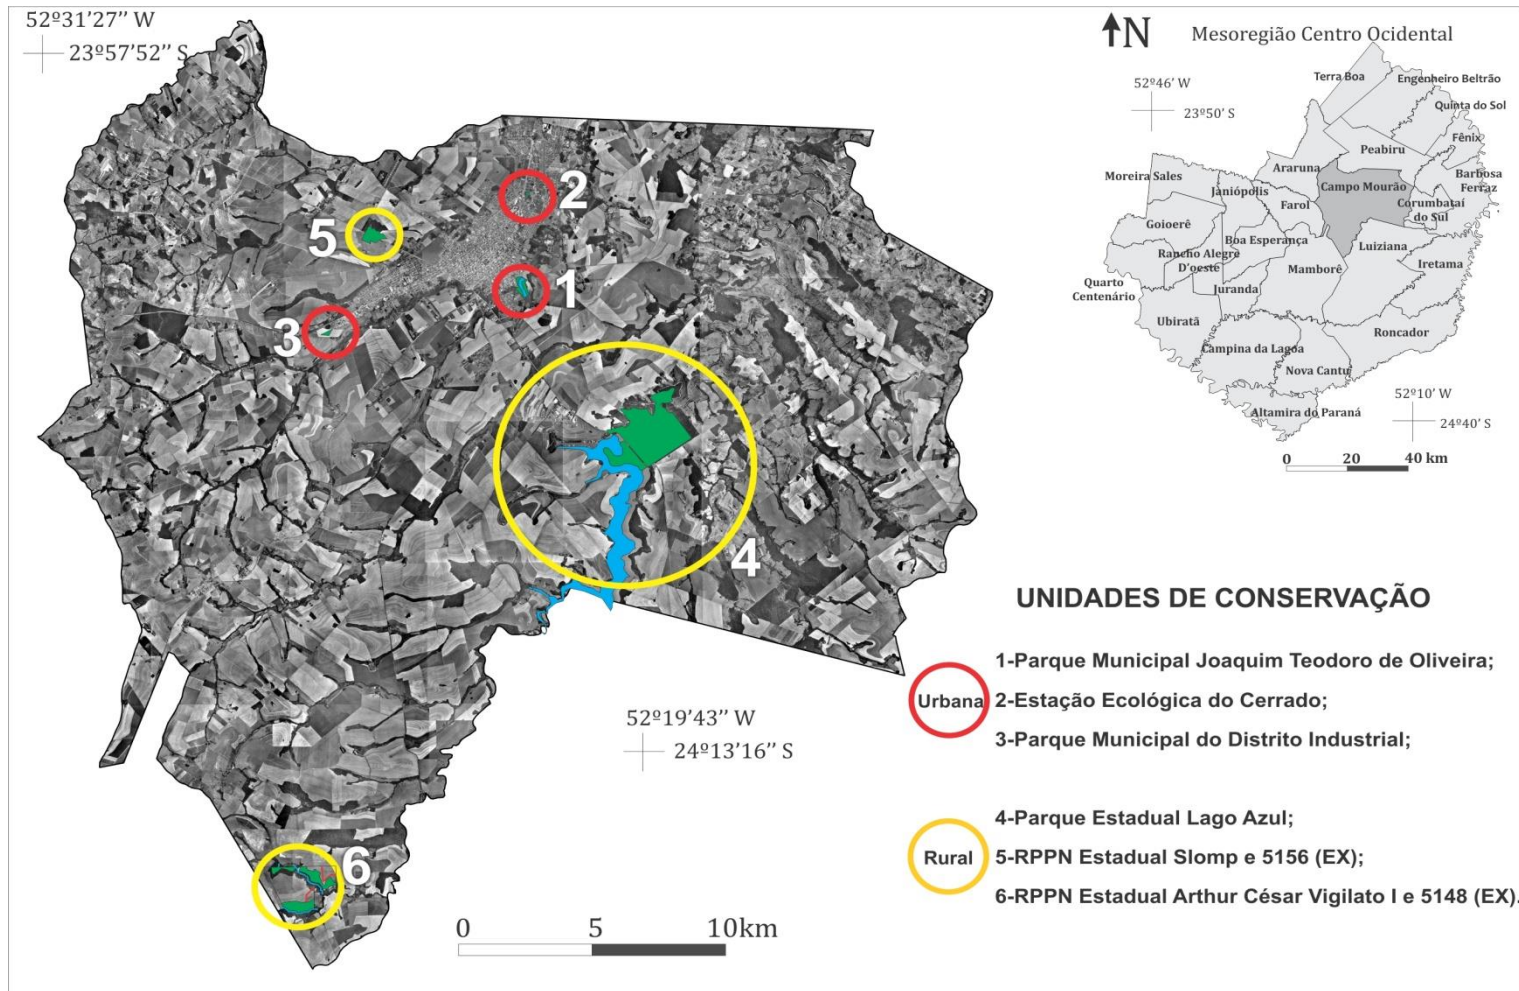 52º31'27'' W
23º57'52'' S
2
5
1
3
4
6
52º19'43'' W
24º13'16'' S
0 5 10km
N
Mesoregião Centro Ocidental
52º46' W
23º50' S
Terra Boa
Engenheiro Beltrão
Quinta do Sol
Fênix
Peabiru
Araruna
Barbosa
Ferraz
Moreira Sales
Janiópolis
Campo Mourão
Farol
Corumbataí
do Sul
Goioerê
Boa Esperança
Luiziana
Rancho Alegre
D'oeste
Iretama
Mamborê
Quarto
Centenário
Juranda
Ubiratã
Roncador
Campina da Lagoa
Nova Cantu
Altamira do Paraná
52º10' W
24º40' S
0 20 40 km
UNIDADES DE CONSERVAÇÃO
Urbana
1-Parque Municipal Joaquim Teodoro de Oliveira;
2-Estação Ecológica do Cerrado;
3-Parque Municipal do Distrito Industrial;
Rural
4-Parque Estadual Lago Azul;
5-RPPN Estadual Slomp e 5156 (EX);
6-RPPN Estadual Arthur César Vigilato I e 5148 (EX).